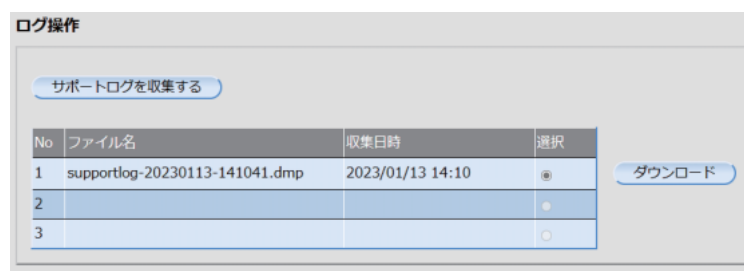 ログ操作
サポートログを収集する
No ファイル名 収集日時 選択
1 supportlog-20230113-141041.dmp 2023/01/13 14:10
ダウンロード
2
3